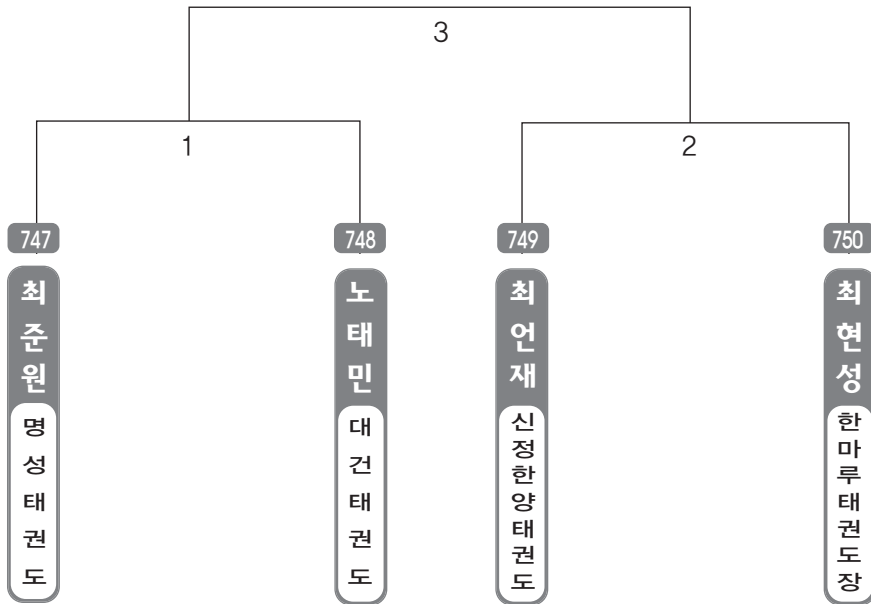 3
1
2
747
748
749
750
최준원
노태민
최언재
최현성
명성태권도
대건태권도
신정한양태권도
한마루태권도장